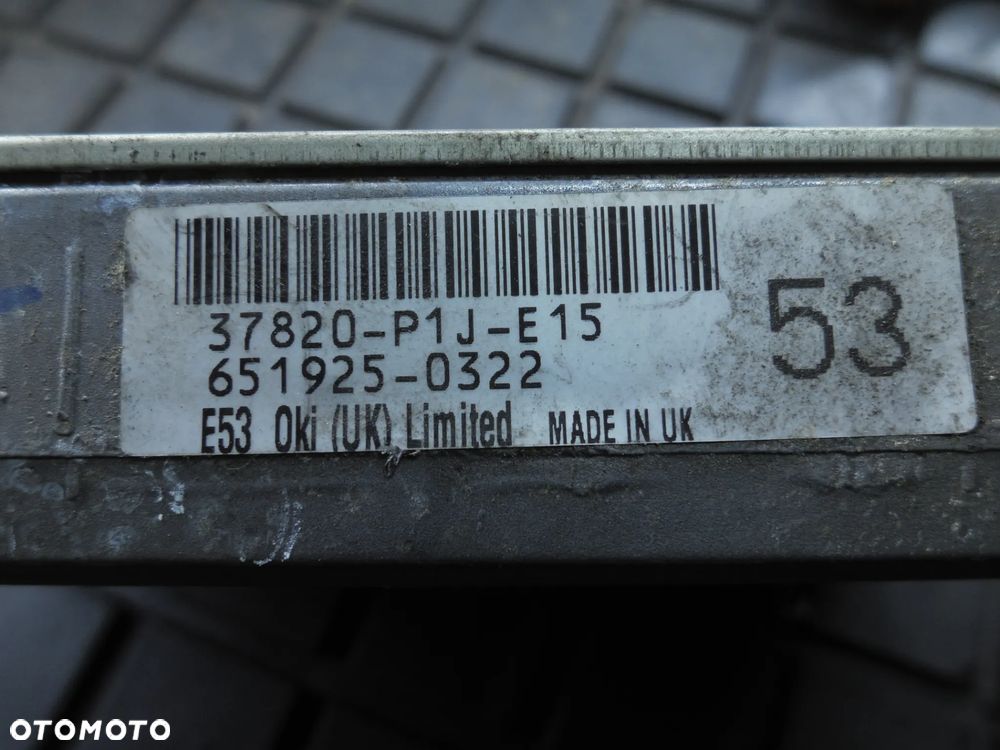 37820-P1J-E15
651925-0322
53
E53 Oki (UK) Limited MADE IN UK
OTOMOTO